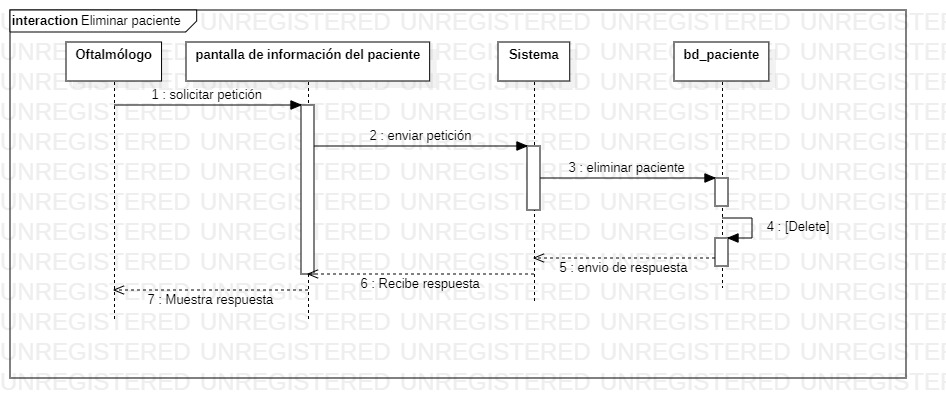 interaction Eliminar paciente
Oftalmólogo
pantalla de información del paciente
Sistema
bd_paciente
1 : solicitar petición
2 : enviar petición
3 : eliminar paciente
4 : [Delete]
5 : envio de respuesta
6 : Recibe respuesta
7 : Muestra respuesta
UNREGISTERED UNREGISTERED UNREGISTERED UNREGISTERED UNREGISTERED